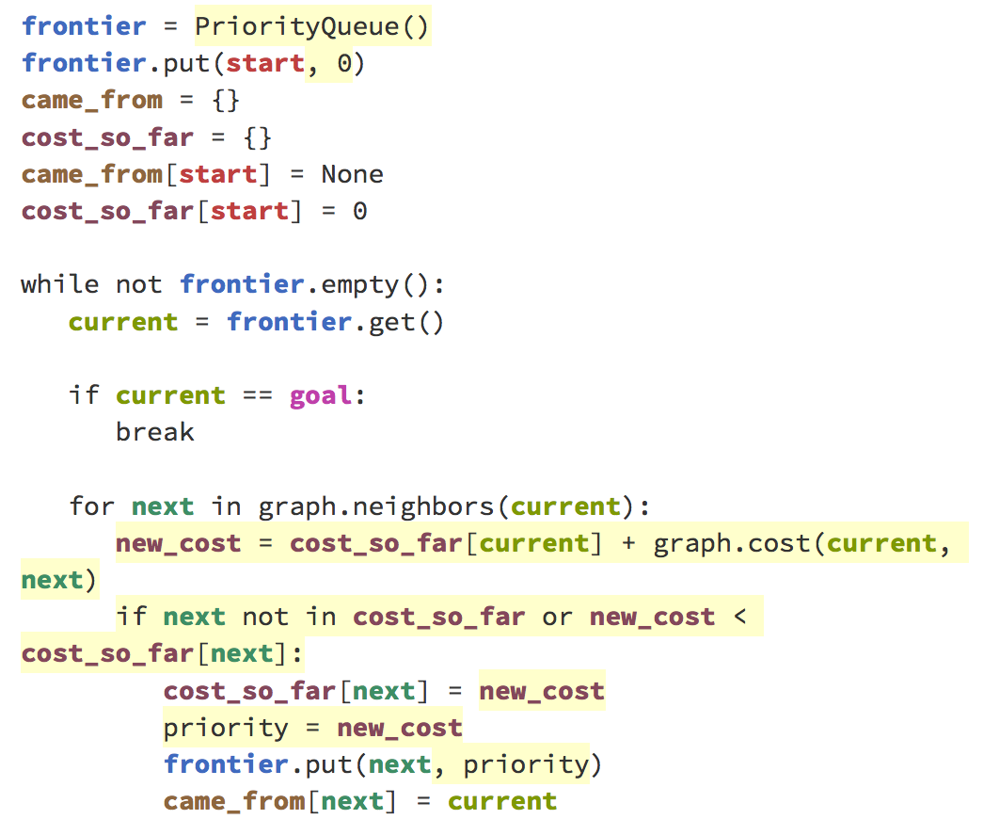 frontier = PriorityQueue()
frontier.put(start, 0)
came_from = {}
cost_so_far = {}
came_from[start] = None
cost_so_far[start] = 0

while not frontier.empty():
   current = frontier.get()

   if current == goal:
      break

   for next in graph.neighbors(current):
      new_cost = cost_so_far[current] + graph.cost(current,
next)
      if next not in cost_so_far or new_cost <
cost_so_far[next]:
         cost_so_far[next] = new_cost
         priority = new_cost
         frontier.put(next, priority)
         came_from[next] = current